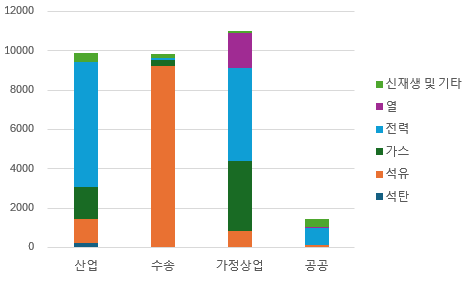 12000
10000
8000
6000
4000
2000
0
산업
수송
가정상업
공공
신재생 및 기타
열
전력
가스
석유
석탄